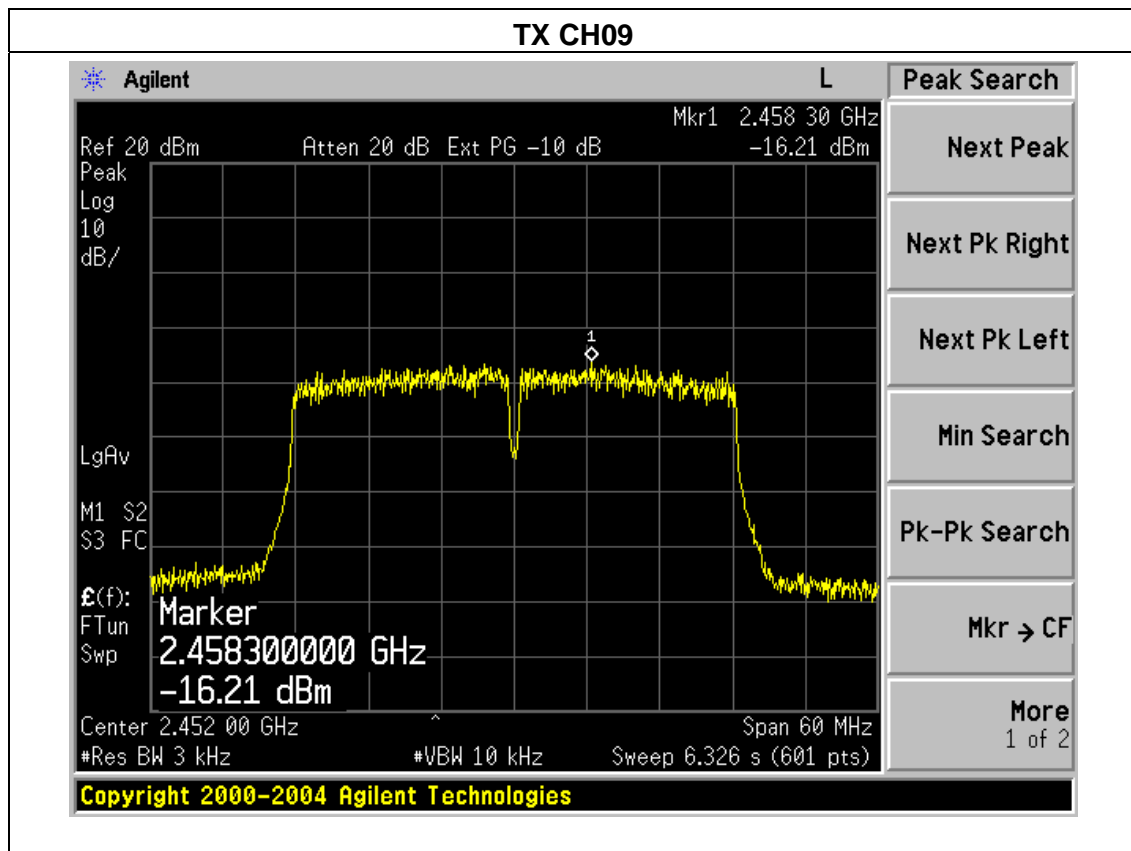 TX CH09
Agilent L Peak Search
Mkr1 2.458 30 GHz
Ref 20 dBm Atten 20 dB Ext PG -10 dB -16.21 dBm
Peak
Log
10
dB/
1
LgAv
M1 S2
S3 FC
£(f):
FTun
Swp
Marker
2.458300000 GHz
-16.21 dBm
Center 2.452 00 GHz ^ Span 60 MHz
#Res BW 3 kHz #VBW 10 kHz Sweep 6.326 s (601 pts)
Next Peak
Next Pk Right
Next Pk Left
Min Search
Pk-Pk Search
Mkr → CF
More
1 of 2
Copyright 2000-2004 Agilent Technologies